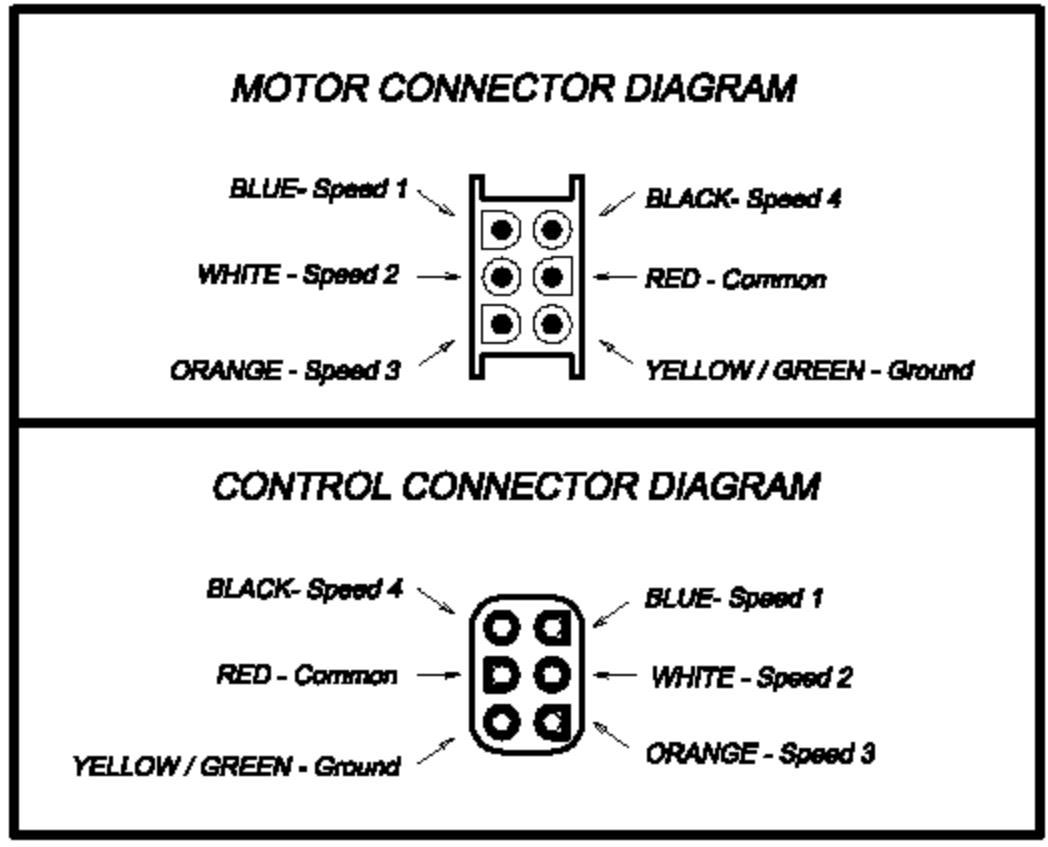 MOTOR CONNECTOR DIAGRAM
BLUE- Speed 1
BLACK- Speed 4
WHITE - Speed 2
RED - Common
ORANGE - Speed 3
YELLOW / GREEN - Ground
CONTROL CONNECTOR DIAGRAM
BLACK- Speed 4
BLUE- Speed 1
RED - Common
WHITE - Speed 2
YELLOW / GREEN - Ground
ORANGE - Speed 3